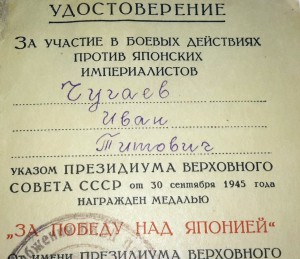 УДОСТОВЕРЕНИЕ
ЗА УЧАСТИЕ В БОЕВЫХ ДЕЙСТВИЯХ
ПРОТИВ ЯПОНСКИХ
ИМПЕРИАЛИСТОВ
Чугаев
Иван
Титович
УКАЗОМ ПРЕЗИДИУМА ВЕРХОВНОГО
СОВЕТА СССР от 30 сентября 1945 года
НАГРАЖДЕН МЕДАЛЬЮ
„ЗА ПОБЕДУ НАД ЯПОНИЕЙ“
ОТ ИМЕНИ ПРЕЗИДИУМА ВЕРХОВНОГО